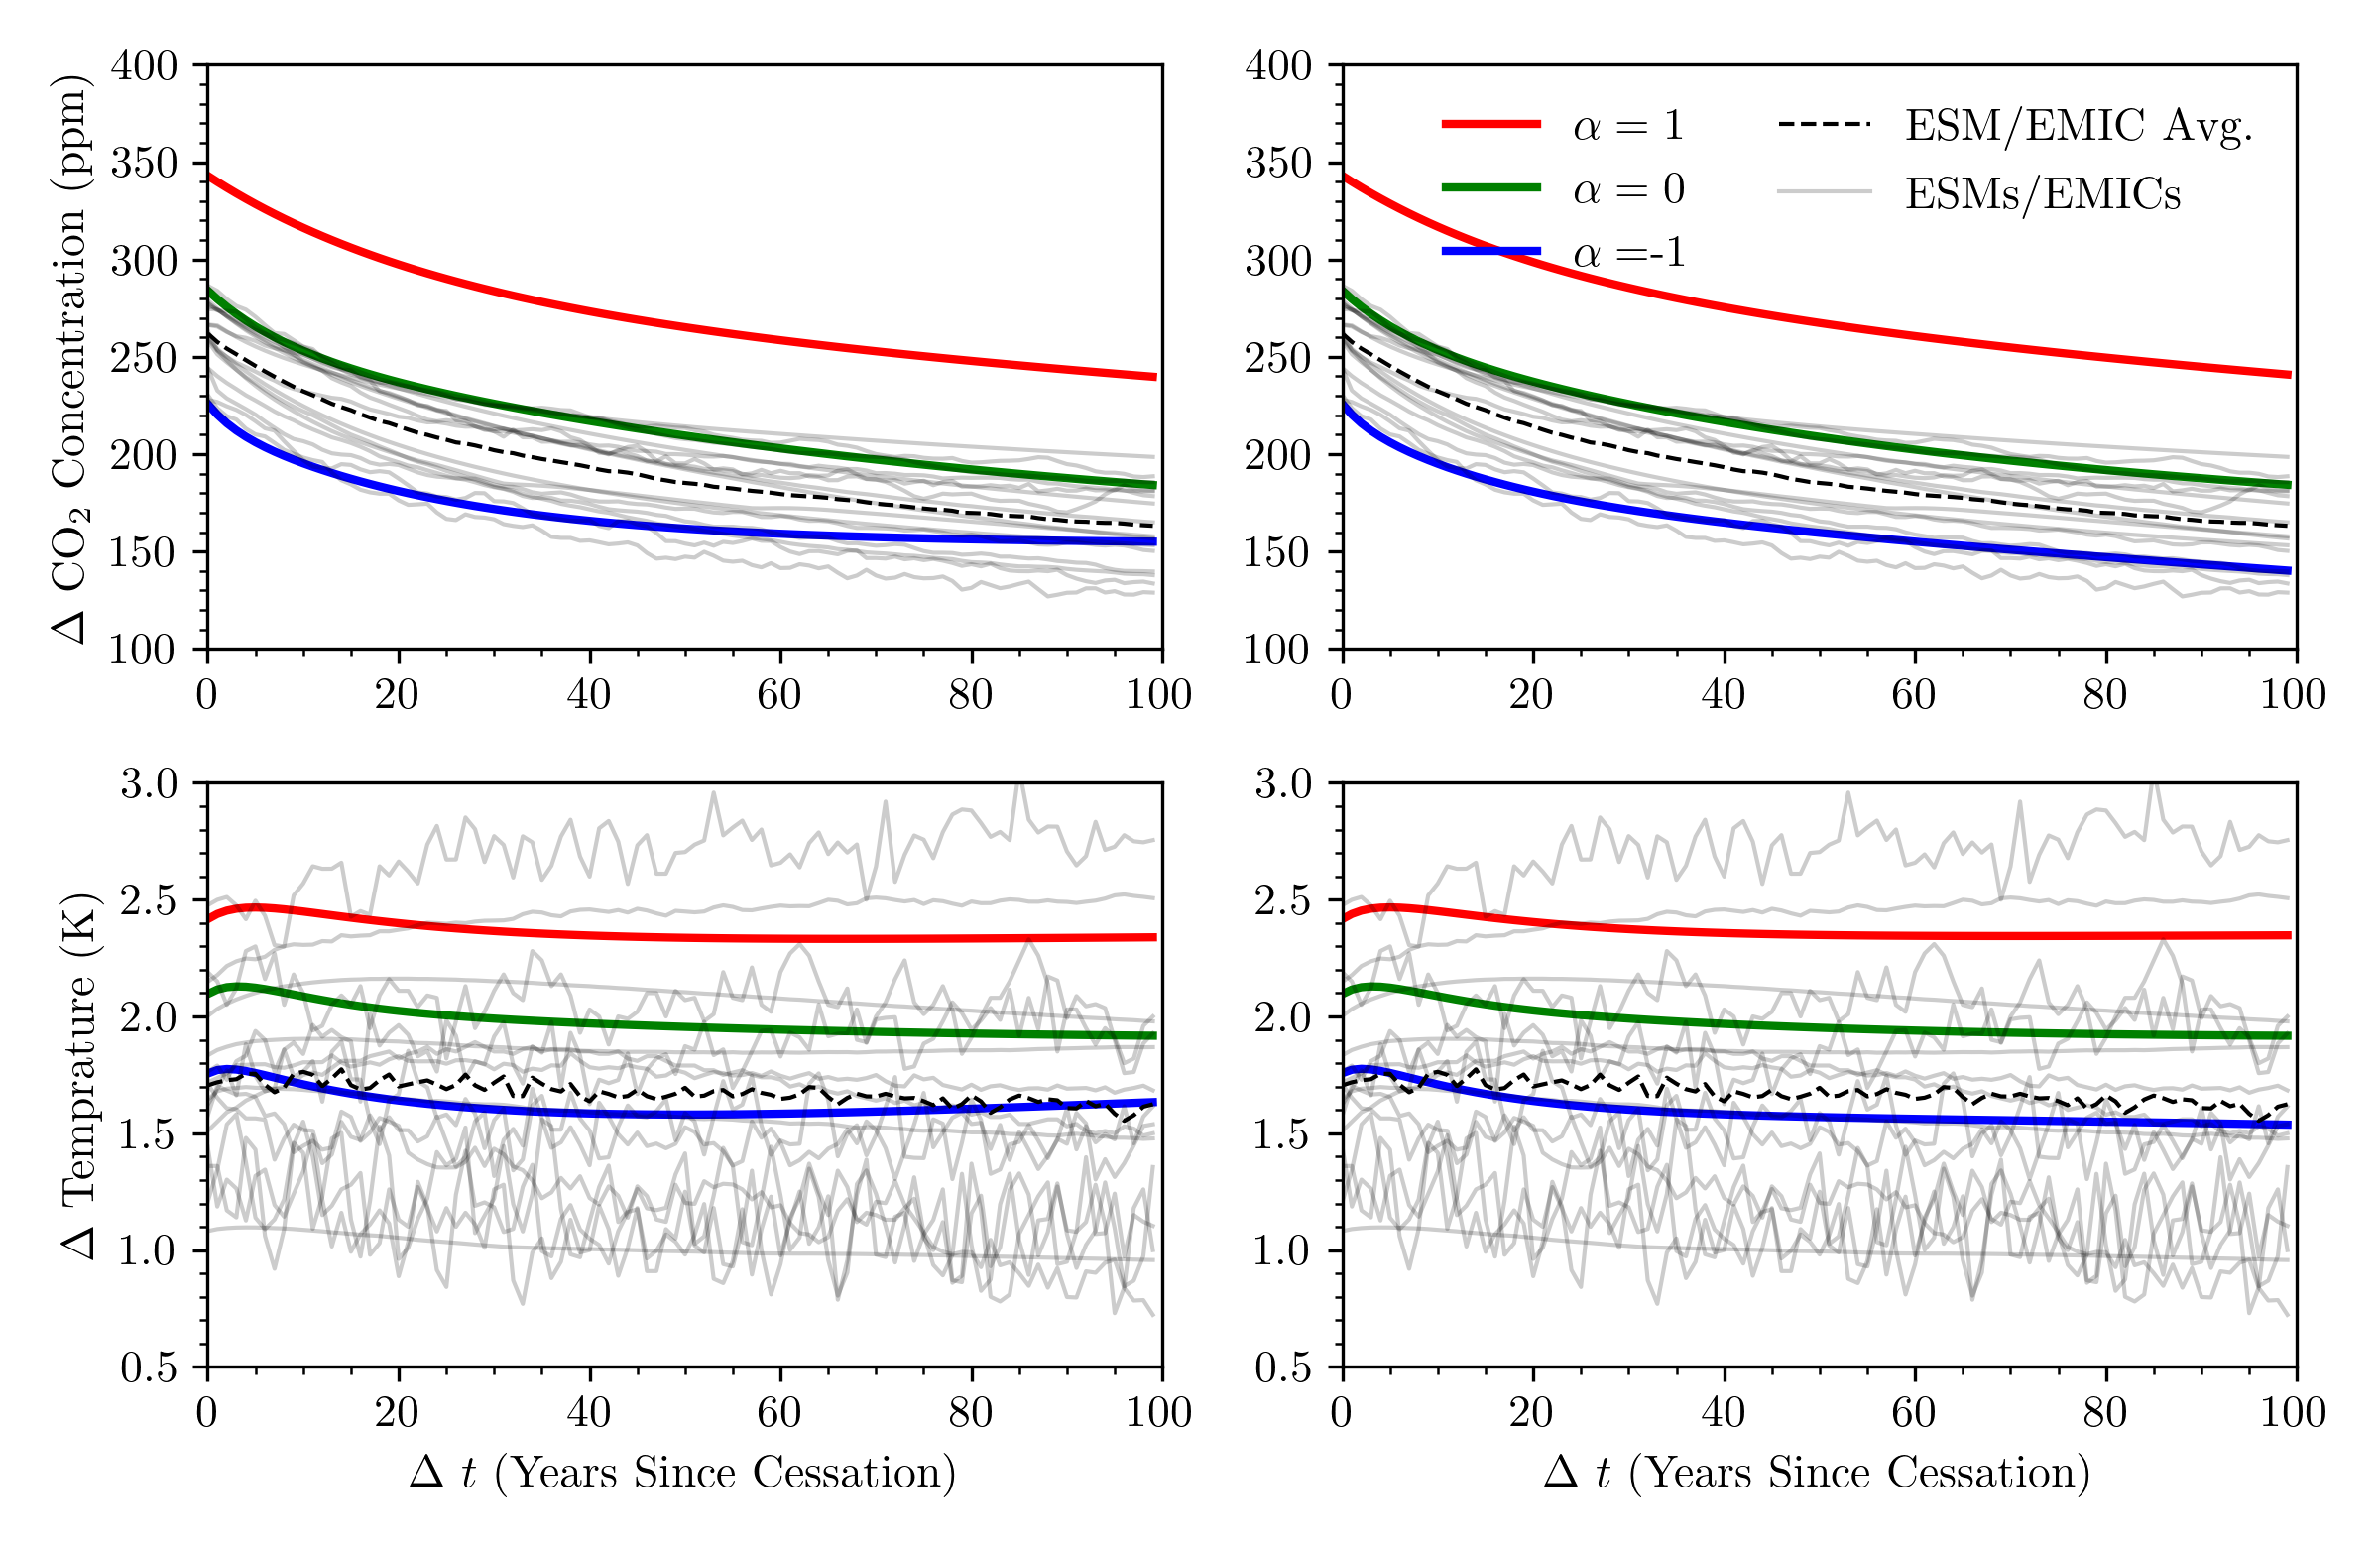 400
350
300
250
200
150
100
Δ CO₂ Concentration (ppm)
0 20 40 60 80 100
400
350
300
250
200
150
100
α = 1
α = 0
α =-1
ESM/EMIC Avg.
ESMs/EMICs
0 20 40 60 80 100
3.0
2.5
2.0
1.5
1.0
0.5
Δ Temprature (K)
0 20 40 60 80 100
Δ t (Years Since Cessation)
3.0
2.5
2.0
1.5
1.0
0.5
0 20 40 60 80 100
Δ t (Years Since Cessation)